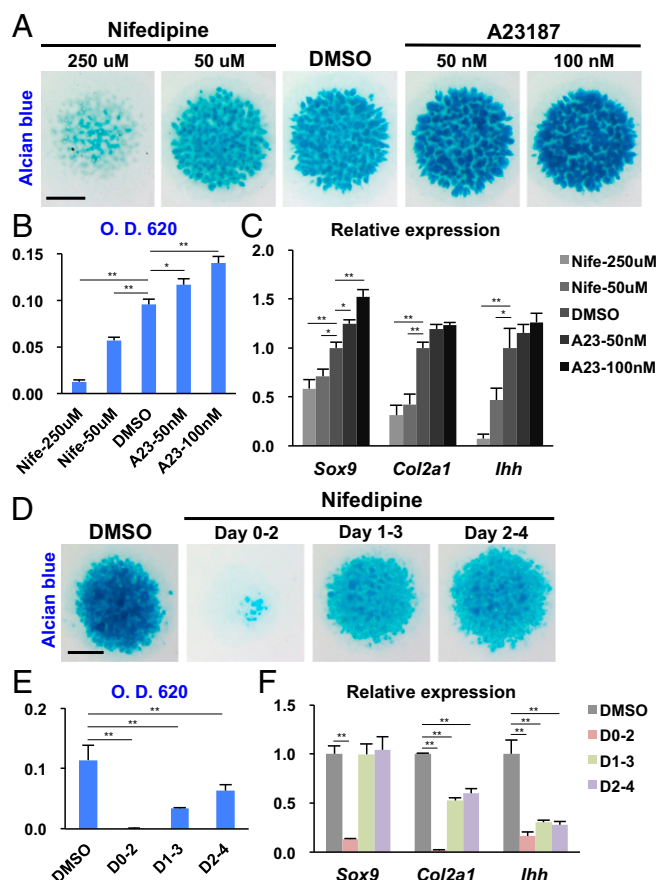 A
Nifedipine
A23187
250 uM
50 uM
DMSO
50 nM
100 nM
Alcian blue
B
O. D. 620
**
**
*
**
0.15
0.10
0.05
0.00
Nife-250uM
Nife-50uM
DMSO
A23-50nM
A23-100nM
C
Relative expression
2.0
1.5
1.0
0.5
0.0
**
*
*
**
**
**
**
*
Sox9
Col2a1
Ihh
Nife-250uM
Nife-50uM
DMSO
A23-50nM
A23-100nM
D
Nifedipine
DMSO
Day 0-2
Day 1-3
Day 2-4
Alcian blue
E
O. D. 620
**
**
**
0.2
0.1
0.0
DMSO
D0-2
D1-3
D2-4
F
Relative expression
1.5
1.0
0.5
0.0
**
**
**
**
**
**
**
Sox9
Col2a1
Ihh
DMSO
D0-2
D1-3
D2-4